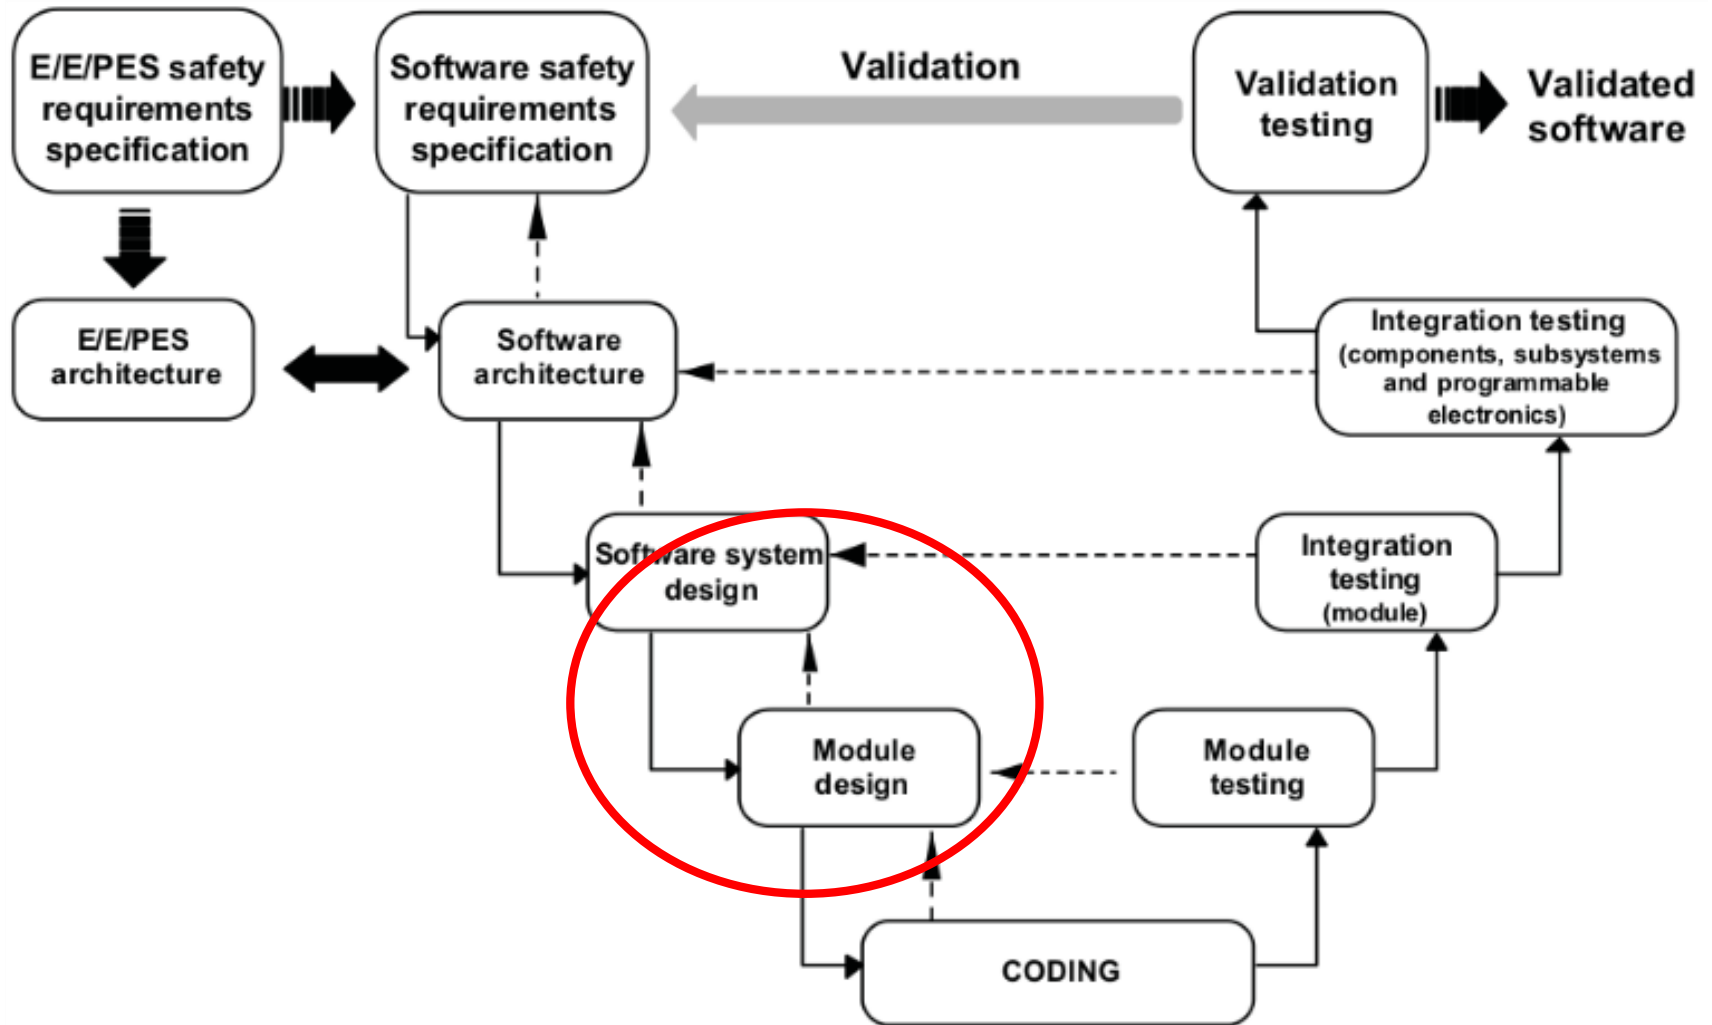 E/E/PES safety
requirements
specification
Software safety
requirements
specification
Validation
Validation
testing
Validated
software
E/E/PES
architecture
Software
architecture
Integration testing
(components, subsystems
and programmable
electronics)
Software system
design
Integration
testing
(module)
Module
design
Module
testing
CODING